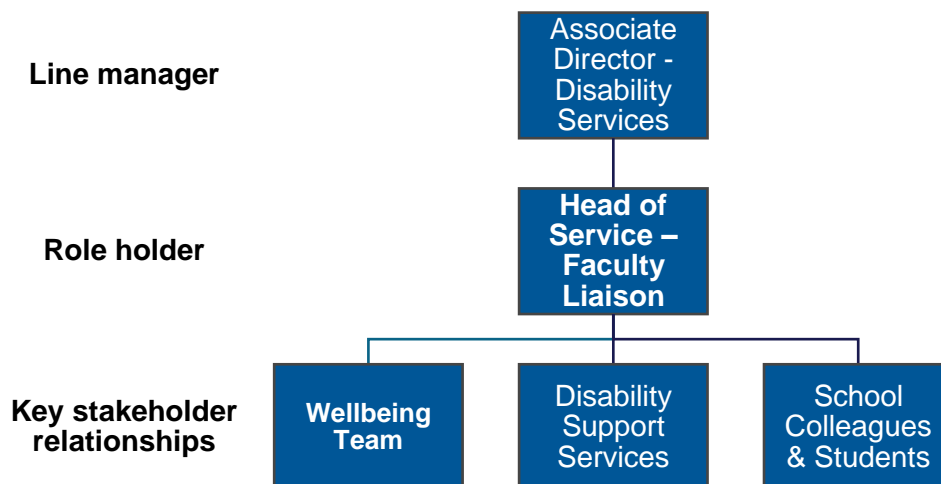 Line manager
Associate
Director -
Disability
Services
Role holder
Head of
Service –
Faculty
Liaison
Key stakeholder
relationships
Wellbeing
Team
Disability
Support
Services
School
Colleagues
& Students